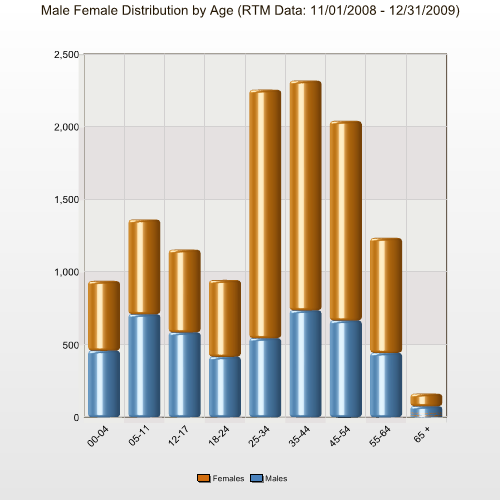 Male Female Distribution by Age (RTM Data: 11/01/2008 - 12/31/2009)
2,500
2,000
1,500
1,000
500
0
00-04 05-11 12-17 18-24 25-34 35-44 45-54 55-64 65 +
Females Males